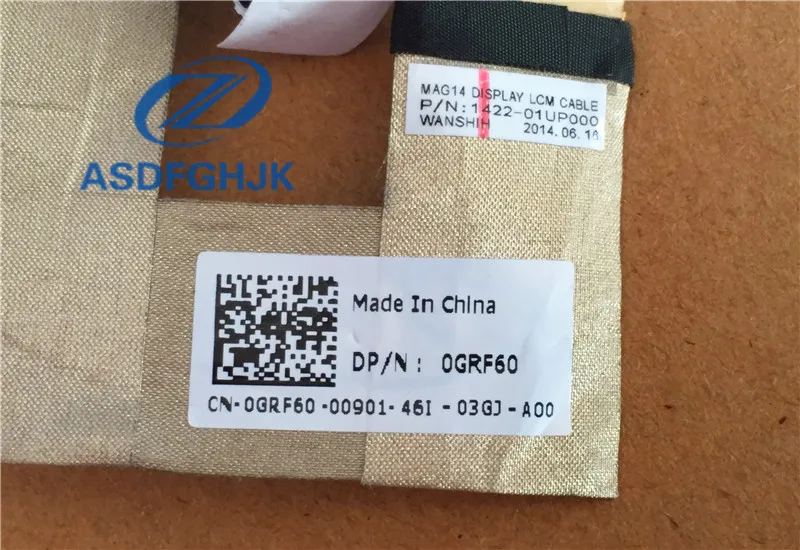 MAG14 DISPLAY LCM CABLE
P/N:1422-01UP000
WANSHIH 2014.06.16
ASDFGHJK
Made In China
DP/N: 0GRF60
CN-0GRF60-00901-46I-03GJ-A00